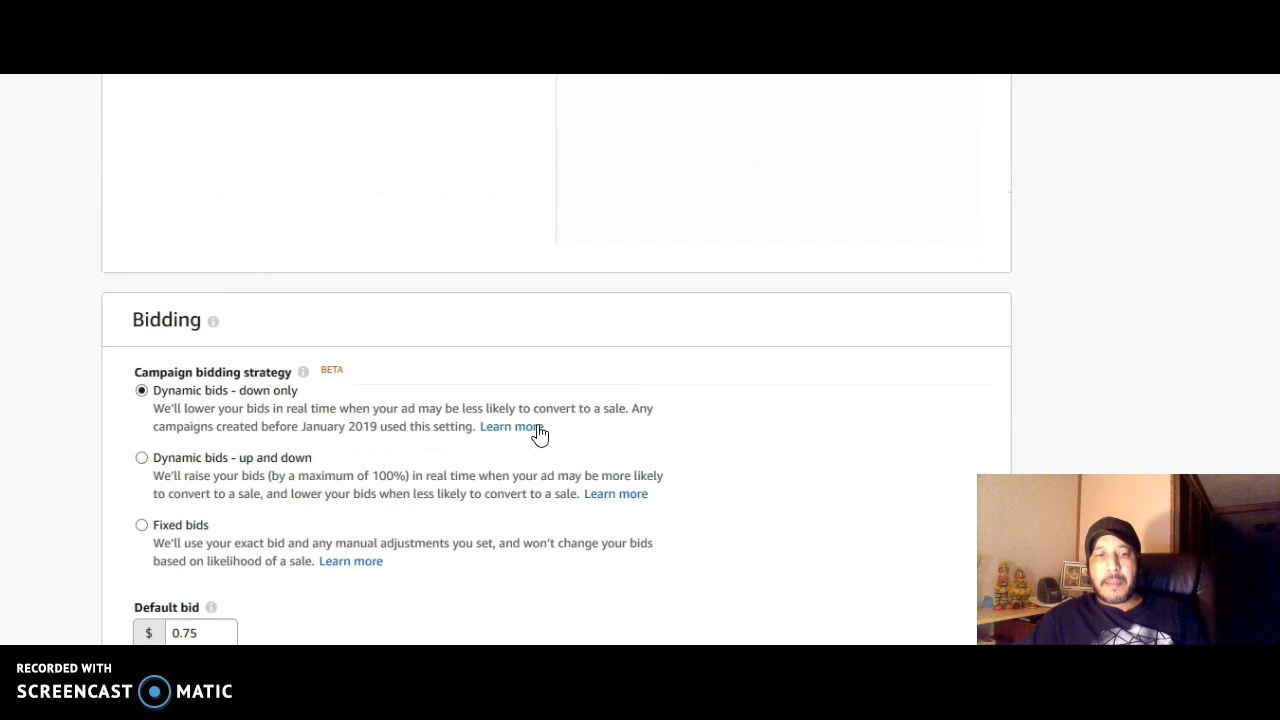 Bidding
Campaign bidding strategy BETA
Dynamic bids - down only
We'll lower your bids in real time when your ad may be less likely to convert to a sale. Any
campaigns created before January 2019 used this setting. Learn more
Dynamic bids - up and down
We'll raise your bids (by a maximum of 100%) in real time when your ad may be more likely
to convert to a sale, and lower your bids when less likely to convert to a sale. Learn more
Fixed bids
We'll use your exact bid and any manual adjustments you set, and won't change your bids
based on likelihood of a sale. Learn more
Default bid
$ 0.75
RECORDED WITH
SCREENCAST MATIC